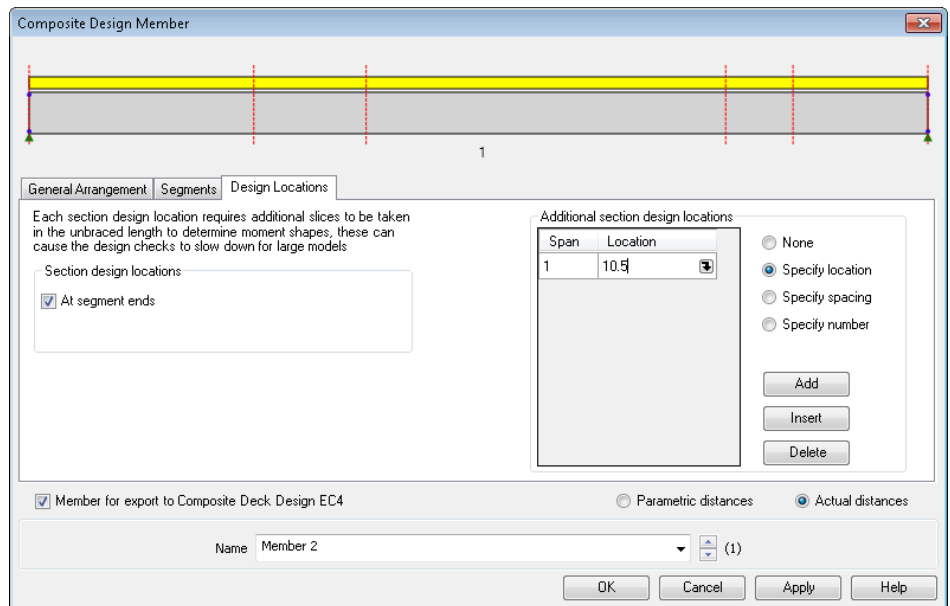 Composite Design Member
1
General Arrangement Segments Design Locations
Each section design location requires additional slices to be taken
in the unbraced length to determine moment shapes, these can
cause the design checks to slow down for large models
Section design locations
At segment ends
Additional section design locations
Span Location
1 10.5
None
Specify location
Specify spacing
Specify number
Add
Insert
Delete
Member for export to Composite Deck Design EC4
Parametric distances Actual distances
Name Member 2 (1)
OK Cancel Apply Help